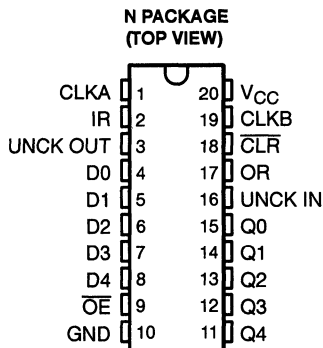 N PACKAGE
(TOP VIEW)
CLKA 1 20 VCC
IR 2 19 CLKB
UNCK OUT 3 18 C̅L̅R̅
D0 4 17 OR
D1 5 16 UNCK IN
D2 6 15 Q0
D3 7 14 Q1
D4 8 13 Q2
O̅E̅ 9 12 Q3
GND 10 11 Q4